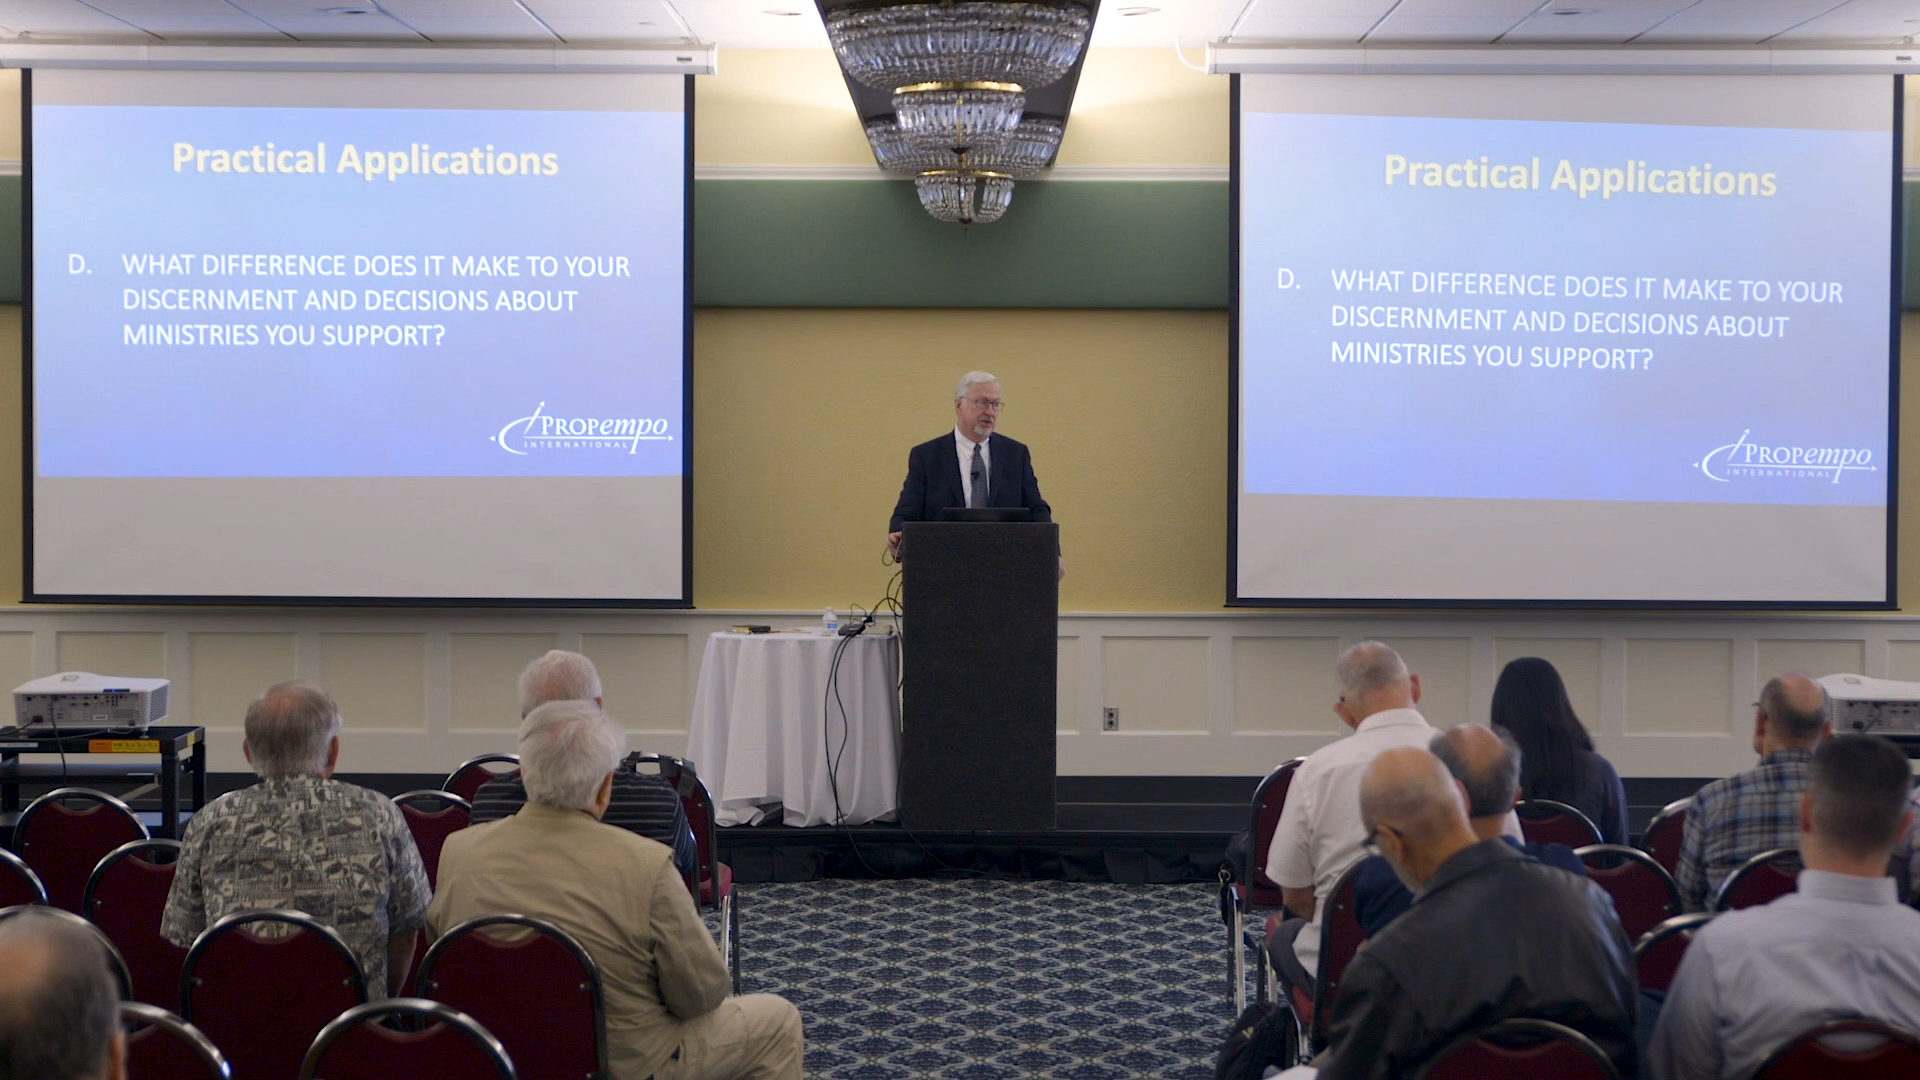 Practical Applications
D. WHAT DIFFERENCE DOES IT MAKE TO YOUR
DISCERNMENT AND DECISIONS ABOUT
MINISTRIES YOU SUPPORT?
PROPempo
INTERNATIONAL
Practical Applications
D. WHAT DIFFERENCE DOES IT MAKE TO YOUR
DISCERNMENT AND DECISIONS ABOUT
MINISTRIES YOU SUPPORT?
PROPempo
INTERNATIONAL